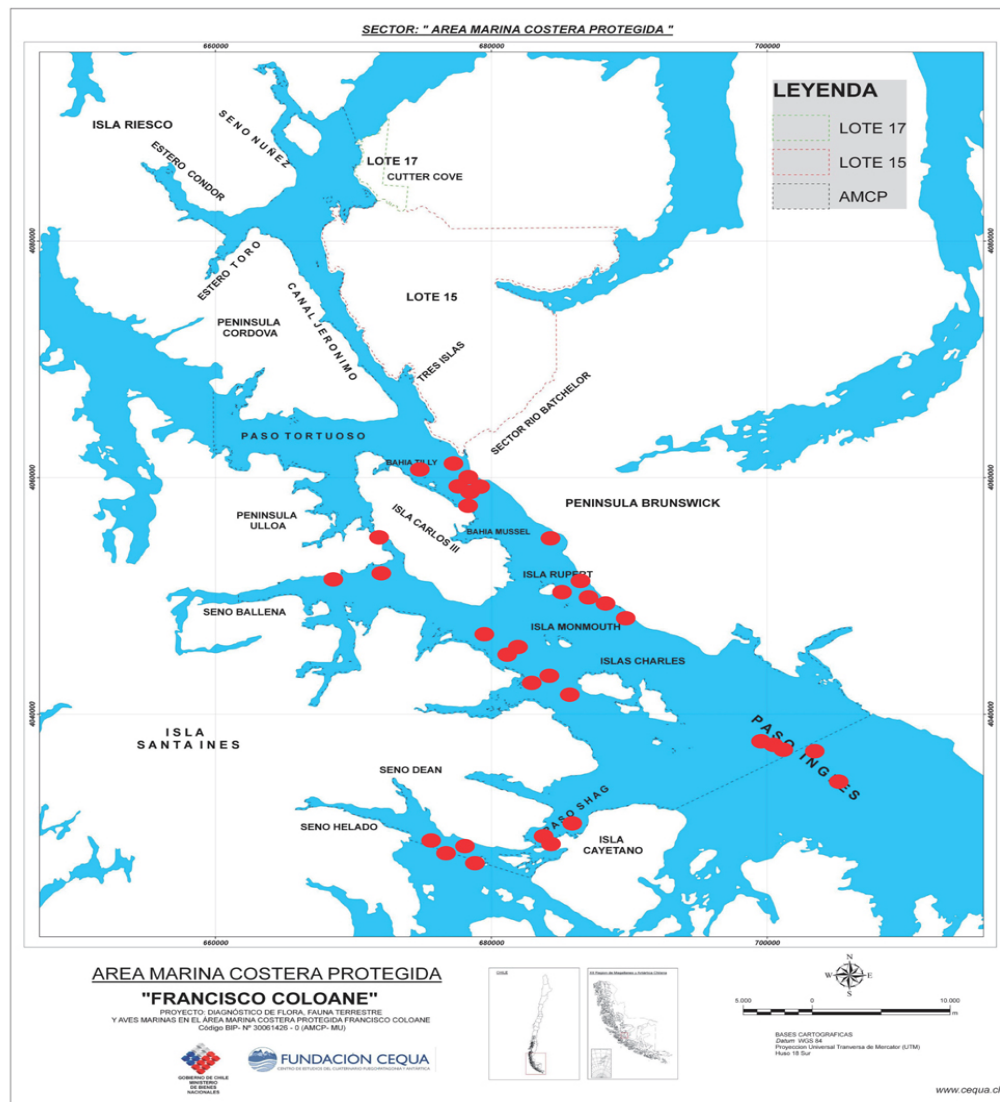 SECTOR: " AREA MARINA COSTERA PROTEGIDA "
660000
680000
700000
LEYENDA
LOTE 17
LOTE 15
AMCP
ISLA RIESCO
SENO NUÑEZ
ESTERO CONDOR
LOTE 17
CUTTER COVE
4080000
4080000
ESTERO TORO
CANAL JERONIMO
LOTE 15
PENINSULA
CORDOVA
TRES ISLAS
SECTOR RIO BATCHELOR
PASO TORTUOSO
BAHIA TILLY
4060000
4060000
PENINSULA BRUNSWICK
PENINSULA
ULLOA
ISLA CARLOS III
BAHIA MUSSEL
ISLA RUPERT
SENO BALLENA
ISLA MONMOUTH
ISLAS CHARLES
4040000
4040000
ISLA
SANTA INES
PASO INGLES
SENO DEAN
PASO SHAG
SENO HELADO
ISLA
CAYETANO
660000
680000
700000
AREA MARINA COSTERA PROTEGIDA
"FRANCISCO COLOANE"
PROYECTO: DIAGNÓSTICO DE FLORA, FAUNA TERRESTRE
Y AVES MARINAS EN EL ÁREA MARINA COSTERA PROTEGIDA FRANCISCO COLOANE
Código BIP- Nº 30061426 - 0 (AMCP- MU)
GOBIERNO DE CHILE
MINISTERIO
DE BIENES
NACIONALES
FUNDACIÓN CEQUA
CHILE
N
W
E
S
5.000
0
10.000
m
BASES CARTOGRAFICAS
Datum WGS 84
Proyeccion Universal Tranversa de Mercator (UTM)
Huso 18 Sur
www.cequa.cl